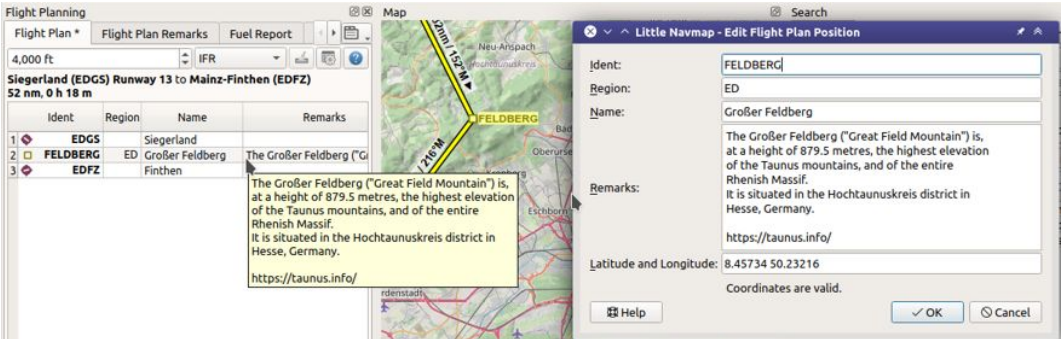 Flight Planning
Flight Plan *
Flight Plan Remarks
Fuel Report
4,000 ft
IFR
Siegerland (EDGS) Runway 13 to Mainz-Finthen (EDFZ)
52 nm, 0 h 18 m
Ident Region Name Remarks
1 EDGS Siegerland
2 FELDBERG ED Großer Feldberg The Großer Feldberg ("G
3 EDFZ Finthen
The Großer Feldberg ("Great Field Mountain") is,
at a height of 879.5 metres, the highest elevation
of the Taunus mountains, and of the entire
Rhenish Massif.
It is situated in the Hochtaunuskreis district in
Hesse, Germany.
https://taunus.info/
Map
2nm / 152°M
Neu-Anspach
Hochtaunuskreis
FELDBERG
Bad
Oberurse
216°M
Kronberg
Eschborn
rdenstadt
Search
Little Navmap - Edit Flight Plan Position
Ident: FELDBERG
Region: ED
Name: Großer Feldberg
Remarks:
The Großer Feldberg ("Great Field Mountain") is,
at a height of 879.5 metres, the highest elevation
of the Taunus mountains, and of the entire
Rhenish Massif.
It is situated in the Hochtaunuskreis district in
Hesse, Germany.
https://taunus.info/
Latitude and Longitude: 8.45734 50.23216
Coordinates are valid.
Help
OK
Cancel